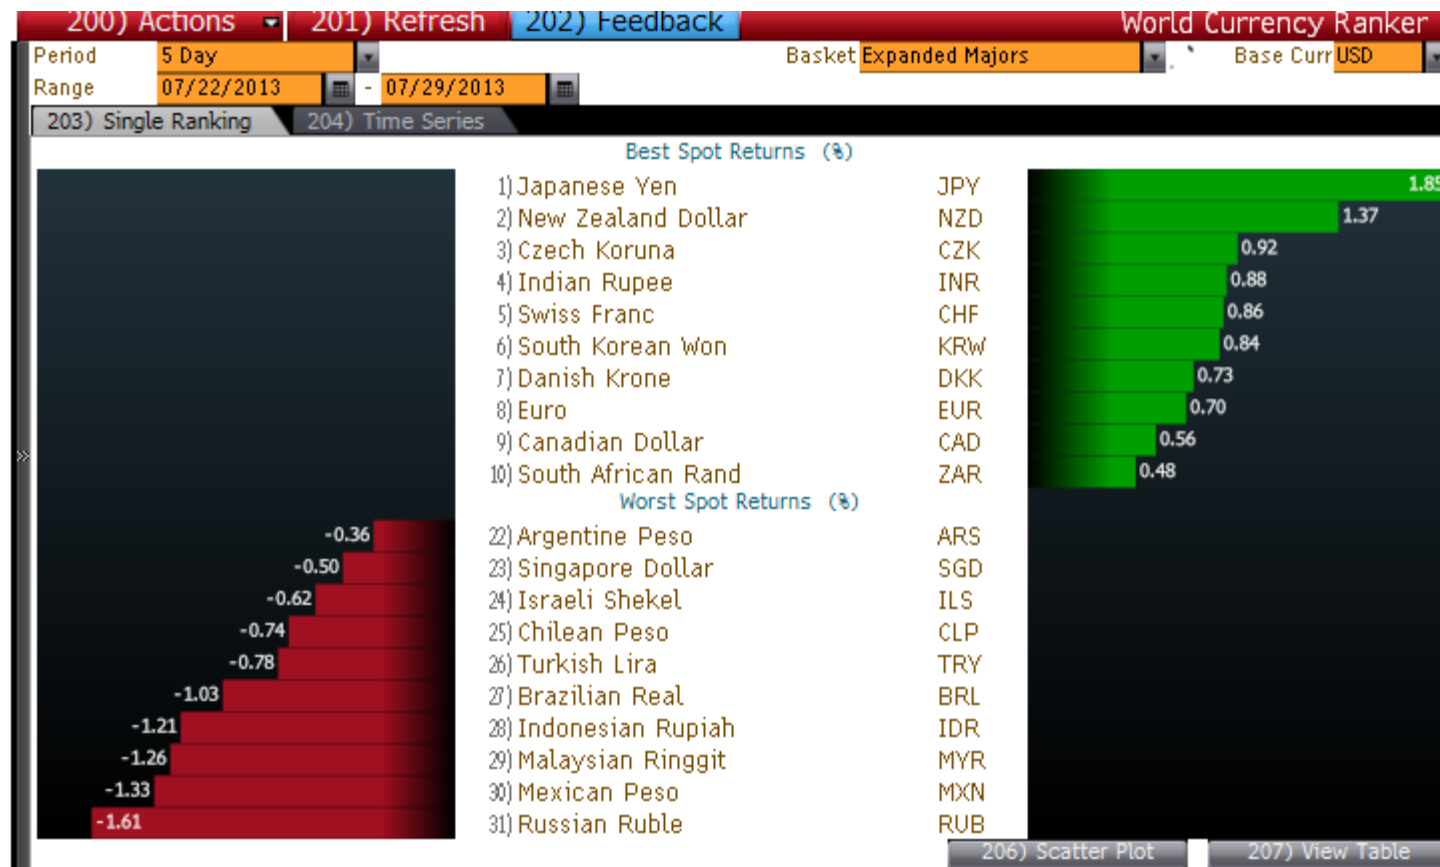 200) Actions 201) Refresh 202) Feedback World Currency Ranker
Period 5 Day Basket Expanded Majors Base Curr USD
Range 07/22/2013 - 07/29/2013
203) Single Ranking 204) Time Series
Best Spot Returns (%)
1) Japanese Yen JPY 1.85
2) New Zealand Dollar NZD 1.37
3) Czech Koruna CZK 0.92
4) Indian Rupee INR 0.88
5) Swiss Franc CHF 0.86
6) South Korean Won KRW 0.84
7) Danish Krone DKK 0.73
8) Euro EUR 0.70
9) Canadian Dollar CAD 0.56
10) South African Rand ZAR 0.48
Worst Spot Returns (%)
-0.36 22) Argentine Peso ARS
-0.50 23) Singapore Dollar SGD
-0.62 24) Israeli Shekel ILS
-0.74 25) Chilean Peso CLP
-0.78 26) Turkish Lira TRY
-1.03 27) Brazilian Real BRL
-1.21 28) Indonesian Rupiah IDR
-1.26 29) Malaysian Ringgit MYR
-1.33 30) Mexican Peso MXN
-1.61 31) Russian Ruble RUB
206) Scatter Plot 207) View Table